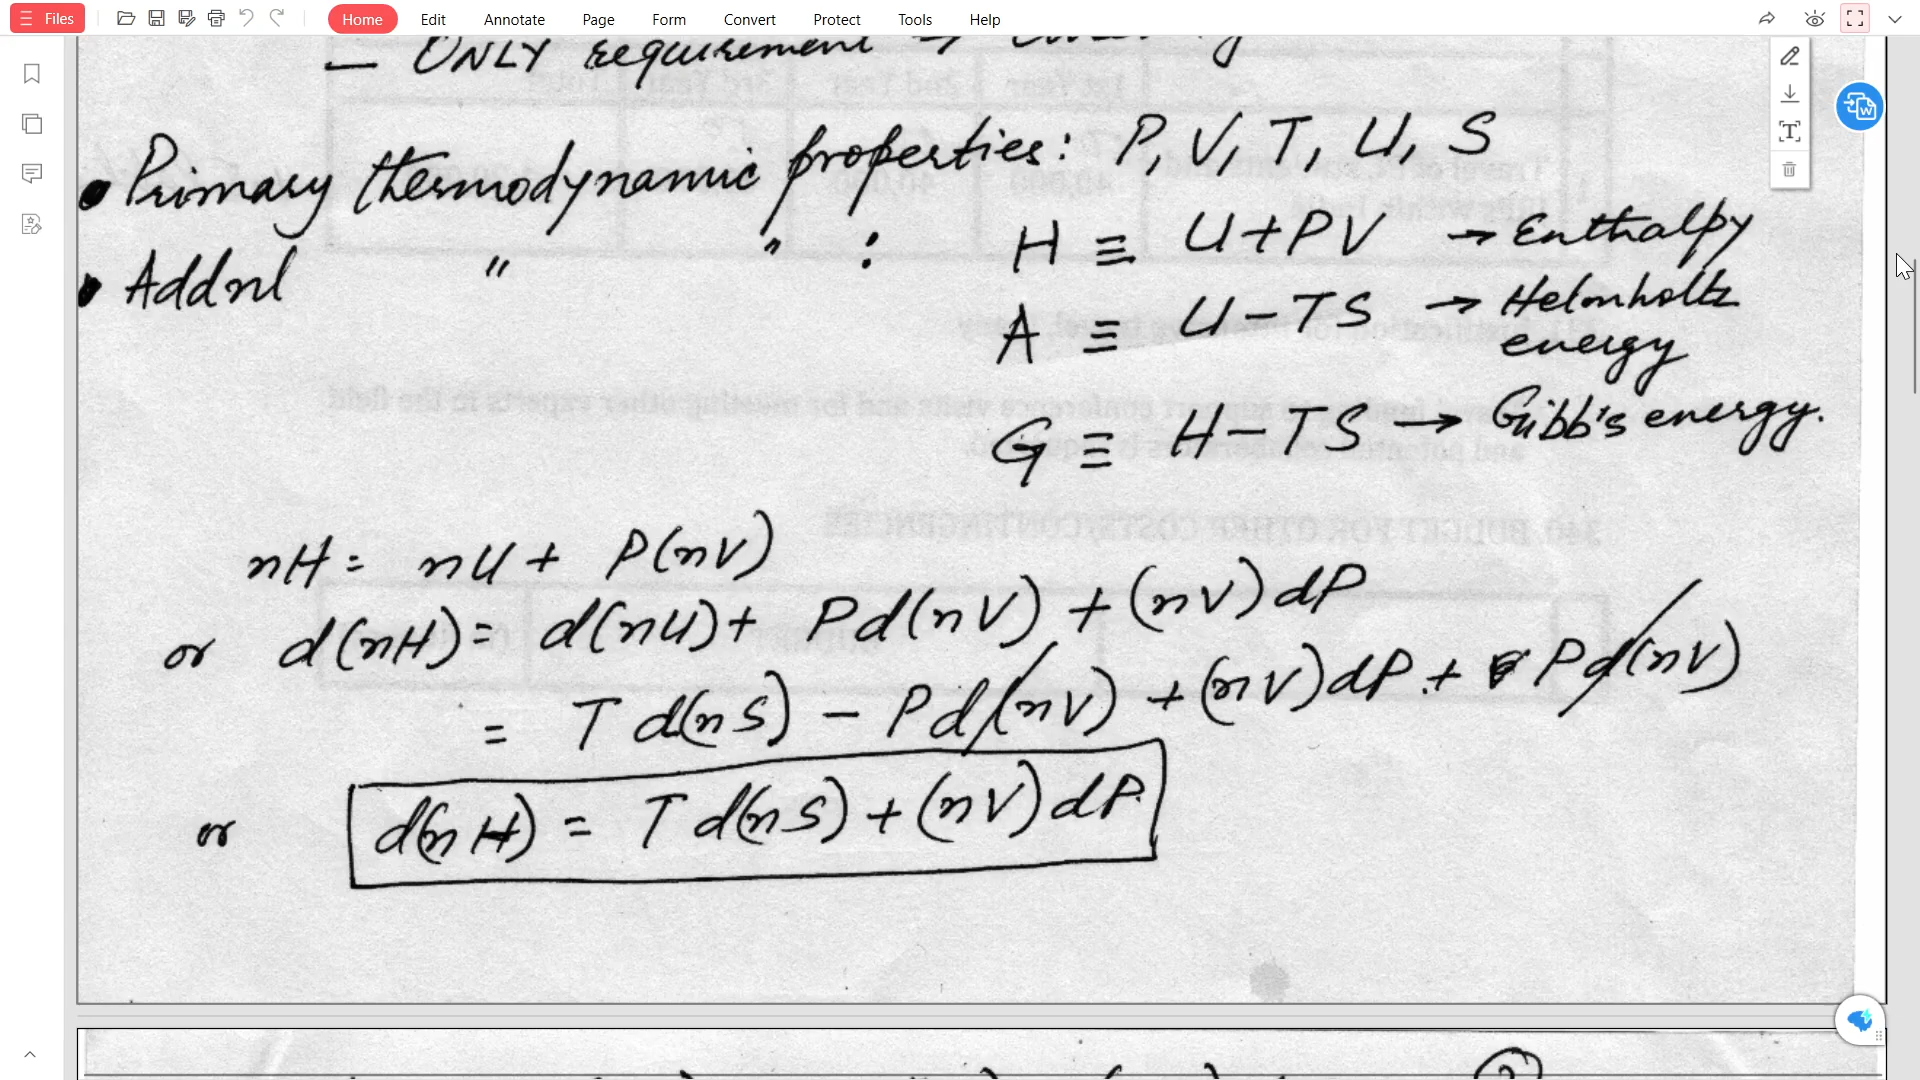 Files Home Edit Annotate Page Form Convert Protect Tools Help
— ONLY requirement →
• Primary thermodynamic properties: P, V, T, U, S
• Addnl " " : H ≡ U+PV → Enthalpy
A ≡ U-TS → Helmholtz
energy
G ≡ H-TS → Gibb's energy.
nH = nU + P(nV)
or d(nH) = d(nU) + Pd(nV) + (nV)dP
= Td(nS) - Pd(nV) + (nV)dP + Pd(nV)
or d(nH) = Td(nS) + (nV)dP